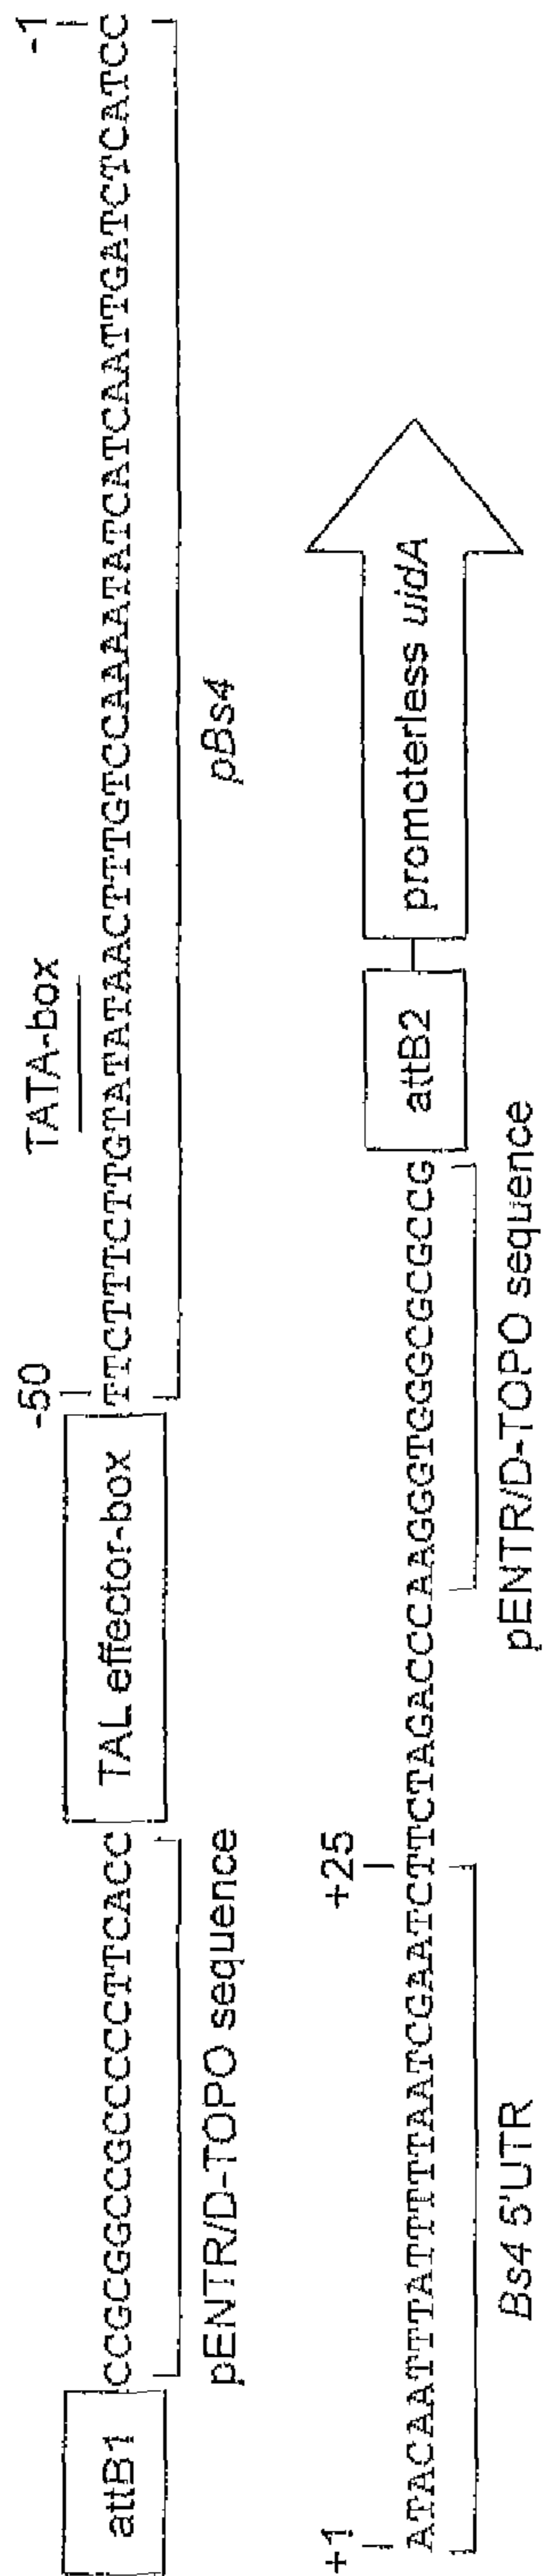 TATA-box
-50
-1
attB1
CCGCGGCCGCCCCCTTCACC
TAL effector-box
TTCTTTCTTGTATATAACTTTGTCCAAAATATCATCAATTGATCTCATCC
pENTR/D-TOPO sequence
pBs4
+1
+25
ATACAATTTATTTTTAATCGAATCTTCTAGACCCAAGGGTGGGCGCGCCG
attB2
promoterless uidA
Bs4 5'UTR
pENTR/D-TOPO sequence